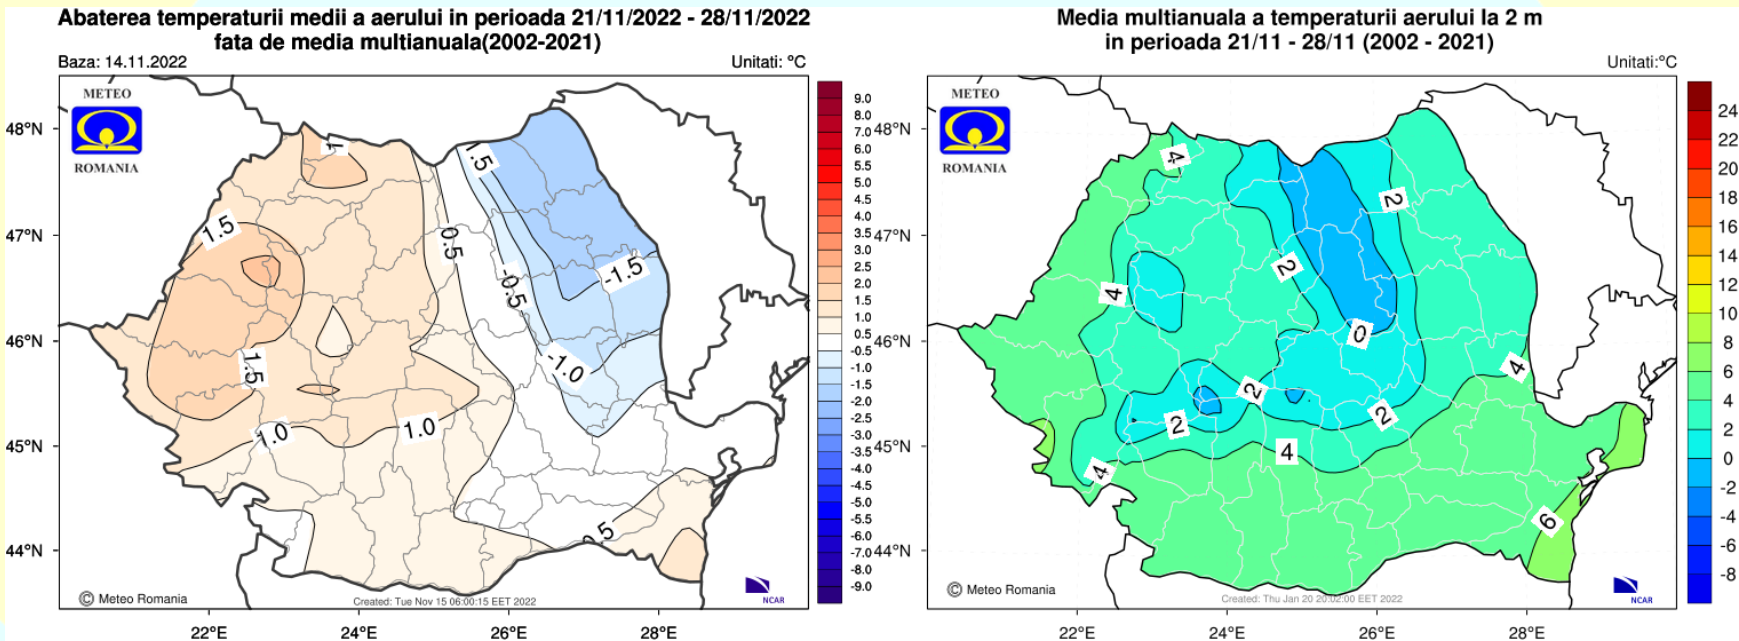 Abaterea temperaturii medii a aerului in perioada 21/11/2022 - 28/11/2022
fata de media multianuala(2002-2021)
Baza: 14.11.2022
Unitati: °C
METEO
ROMANIA
48°N
47°N
46°N
45°N
44°N
22°E
24°E
26°E
28°E
1
1.5
1.5
0.5
-0.5
-1.5
-1.0
1.5
1.0
1.0
0.5
9.0
8.0
7.0
6.0
5.5
5.0
4.5
4.0
3.5
3.0
2.5
2.0
1.5
1.0
0.5
-0.5
-1.0
-1.5
-2.0
-2.5
-3.0
-3.5
-4.0
-4.5
-5.0
-5.5
-6.0
-7.0
-8.0
-9.0
© Meteo Romania
Created: Tue Nov 15 06:00:15 EET 2022
NCAR
Media multianuala a temperaturii aerului la 2 m
in perioada 21/11 - 28/11 (2002 - 2021)
Unitati:°C
METEO
ROMANIA
48°N
47°N
46°N
45°N
44°N
22°E
24°E
26°E
28°E
4
2
2
4
0
4
2
2
2
4
4
6
24
22
20
18
16
14
12
10
8
6
4
2
0
-2
-4
-6
-8
© Meteo Romania
Created: Thu Jan 20 20:02:00 EET 2022
NCAR